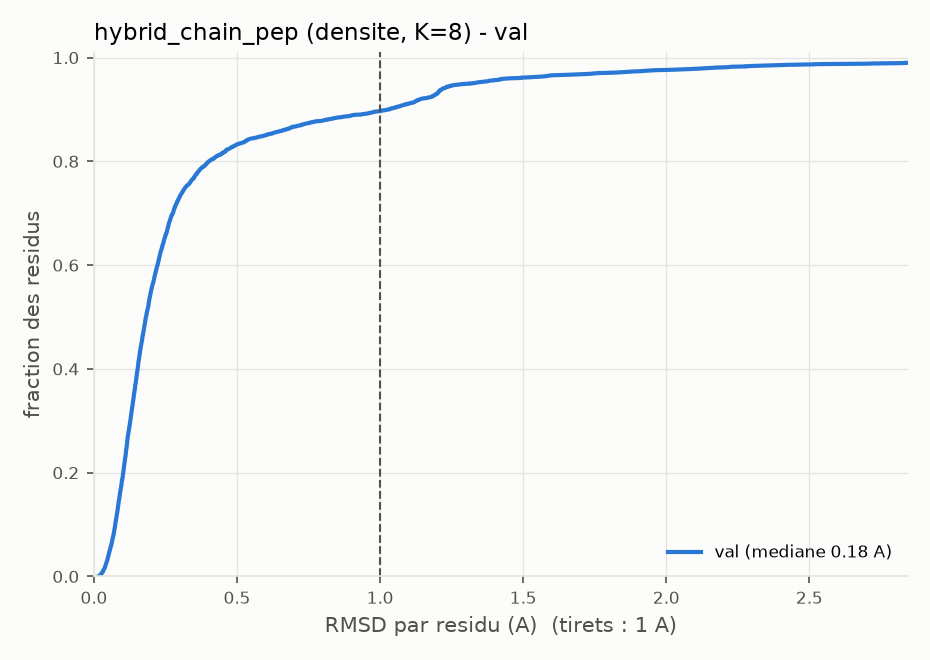 hybrid_chain_pep (densite, K=8) - val
fraction des residus
1.0
0.8
0.6
0.4
0.2
0.0
val (mediane 0.18 A)
0.0 0.5 1.0 1.5 2.0 2.5
RMSD par residu (A)  (tirets : 1 A)